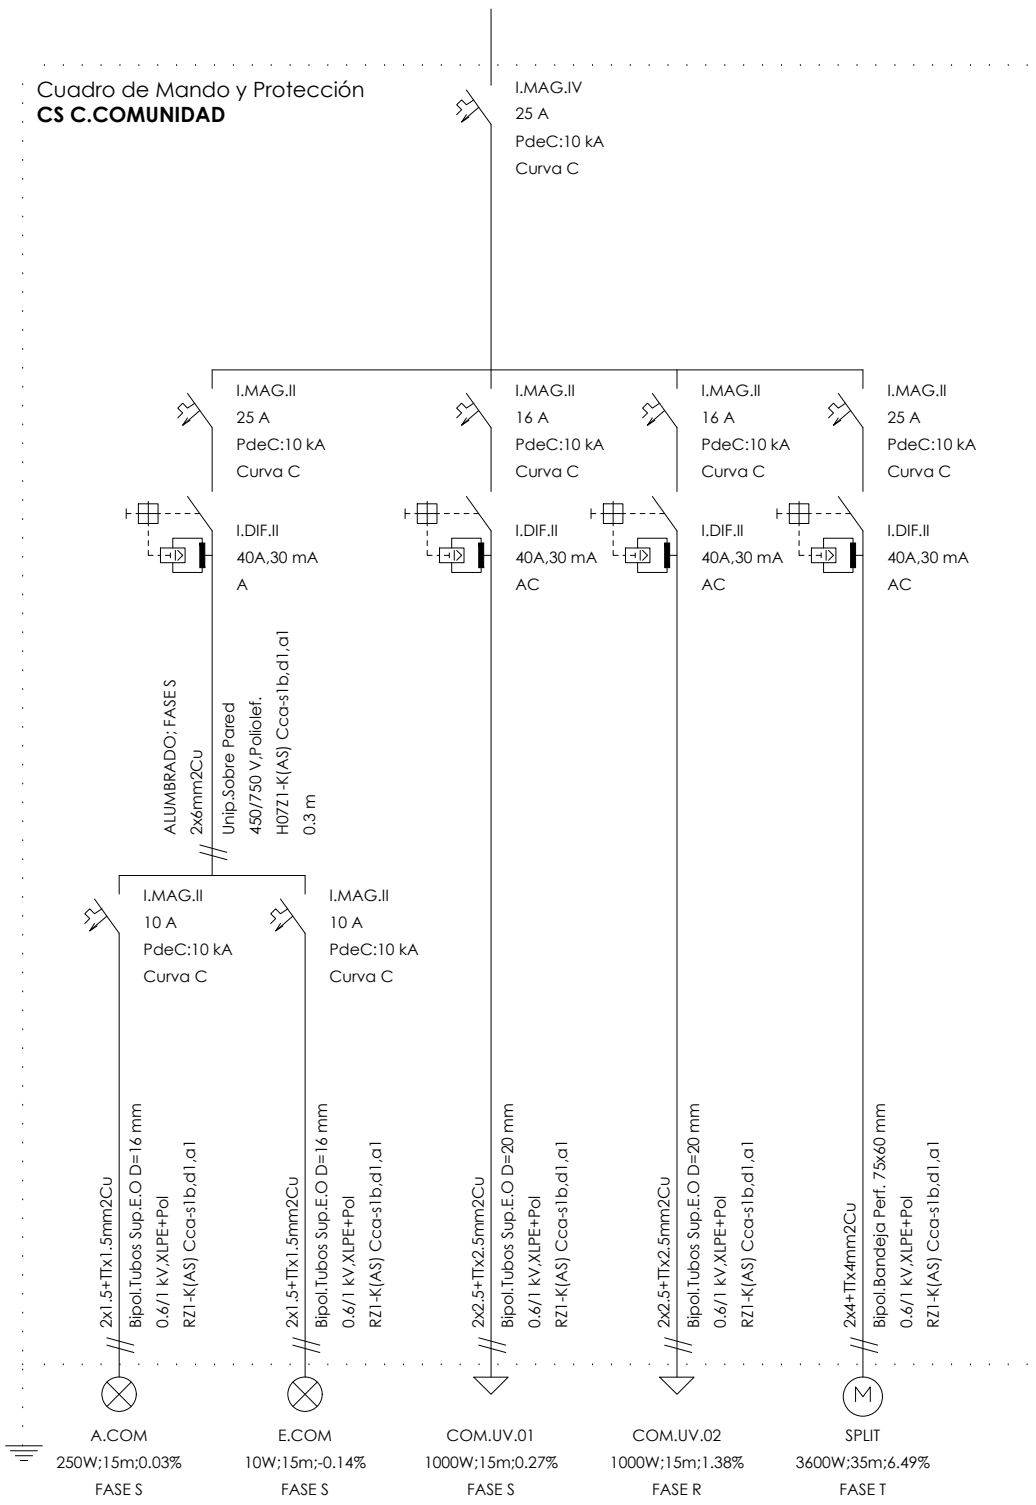 Cuadro de Mando y Protección
CS C.COMUNIDAD
I.MAG.IV
25 A
PdeC:10 kA
Curva C
I.MAG.II
25 A
PdeC:10 kA
Curva C
I.MAG.II
16 A
PdeC:10 kA
Curva C
I.MAG.II
16 A
PdeC:10 kA
Curva C
I.MAG.II
25 A
PdeC:10 kA
Curva C
I.DIF.II
40A,30 mA
A
I.DIF.II
40A,30 mA
AC
I.DIF.II
40A,30 mA
AC
I.DIF.II
40A,30 mA
AC
ALUMBRADO; FASE S
2x6mm2Cu
Unip.Sobre Pared
450/750 V,Poliolef.
H07Z1-K(AS) Cca-s1b,d1,a1
0.3 m
I.MAG.II
10 A
PdeC:10 kA
Curva C
I.MAG.II
10 A
PdeC:10 kA
Curva C
2x1.5+TTx1.5mm2Cu
Bipol.Tubos Sup.E.O D=16 mm
0.6/1 kV,XLPE+Pol
RZ1-K(AS) Cca-s1b,d1,a1
2x1.5+TTx1.5mm2Cu
Bipol.Tubos Sup.E.O D=16 mm
0.6/1 kV,XLPE+Pol
RZ1-K(AS) Cca-s1b,d1,a1
2x2.5+TTx2.5mm2Cu
Bipol.Tubos Sup.E.O D=20 mm
0.6/1 kV,XLPE+Pol
RZ1-K(AS) Cca-s1b,d1,a1
2x2.5+TTx2.5mm2Cu
Bipol.Tubos Sup.E.O D=20 mm
0.6/1 kV,XLPE+Pol
RZ1-K(AS) Cca-s1b,d1,a1
2x4+TTx4mm2Cu
Bipol.Bandeja Perf. 75x60 mm
0.6/1 kV,XLPE+Pol
RZ1-K(AS) Cca-s1b,d1,a1
M
A.COM
250W;15m;0.03%
FASE S
E.COM
10W;15m;-0.14%
FASE S
COM.UV.01
1000W;15m;0.27%
FASE S
COM.UV.02
1000W;15m;1.38%
FASE R
SPLIT
3600W;35m;6.49%
FASE T